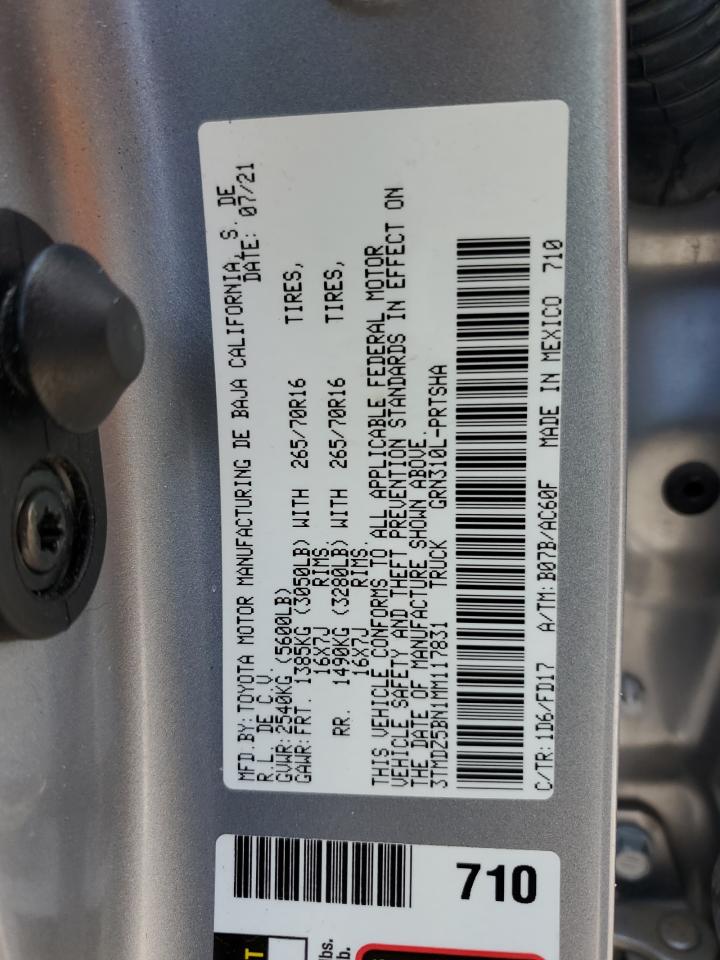 MFD.BY:TOYOTA MOTOR MANUFACTURING DE BAJA CALIFORNIA, S. DE
R.L. DE C.V. DATE: 07/21
GVWR:2540KG (5600LB)
GAWR:FRT. 1385KG (3050LB) WITH 265/70R16 TIRES,
16X7J RIMS,
RR. 1490KG (3280LB) WITH 265/70R16 TIRES,
16X7J RIMS.
THIS VEHICLE CONFORMS TO ALL APPLICABLE FEDERAL MOTOR
VEHICLE SAFETY AND THEFT PREVENTION STANDARDS IN EFFECT ON
THE DATE OF MANUFACTURE SHOWN ABOVE.
3TMDZ5BN1MM117831 TRUCK GRN310L-PRTSHA
C/TR:1D6/FD17 A/TM:B07B/AC60F MADE IN MEXICO 710
710
T
lbs.
b.